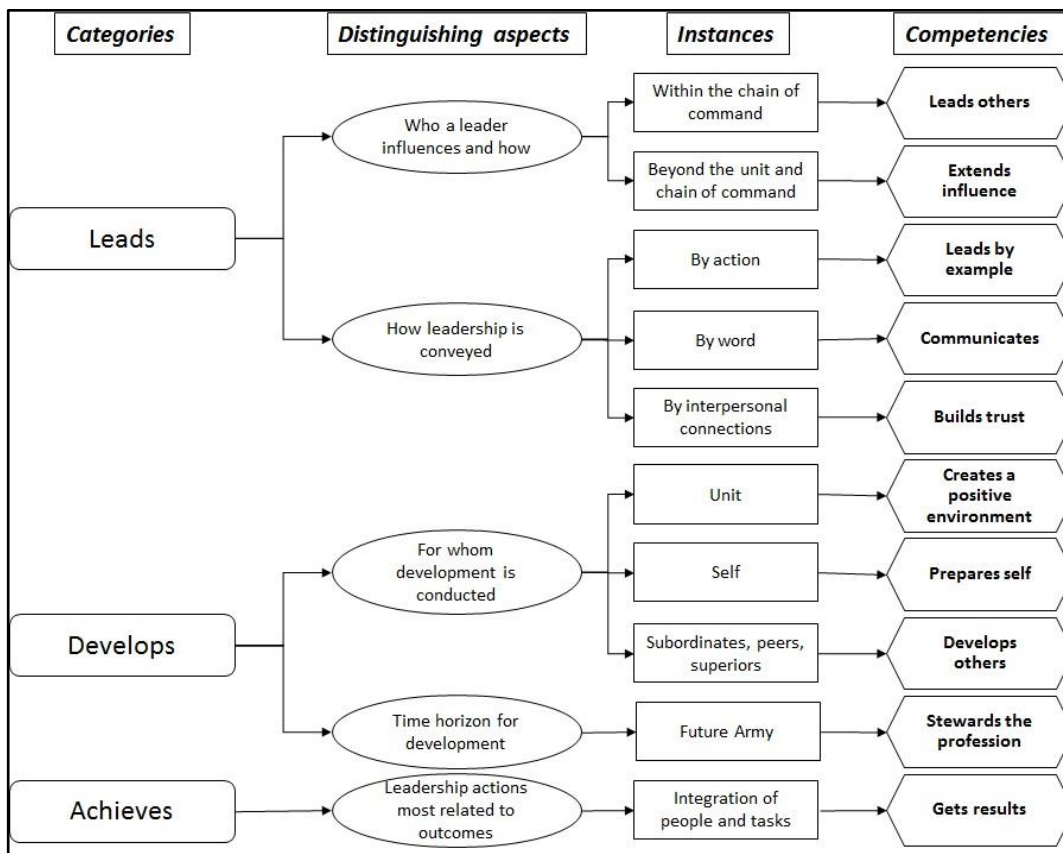 Categories
Distinguishing aspects
Instances
Competencies
Leads
Who a leader
influences and how
Within the chain of
command
Leads others
Beyond the unit and
chain of command
Extends
influence
How leadership is
conveyed
By action
Leads by
example
By word
Communicates
By interpersonal
connections
Builds trust
Develops
For whom
development is
conducted
Unit
Creates a
positive
environment
Self
Prepares self
Subordinates, peers,
superiors
Develops
others
Time horizon for
development
Future Army
Stewards the
profession
Achieves
Leadership actions
most related to
outcomes
Integration of
people and tasks
Gets results